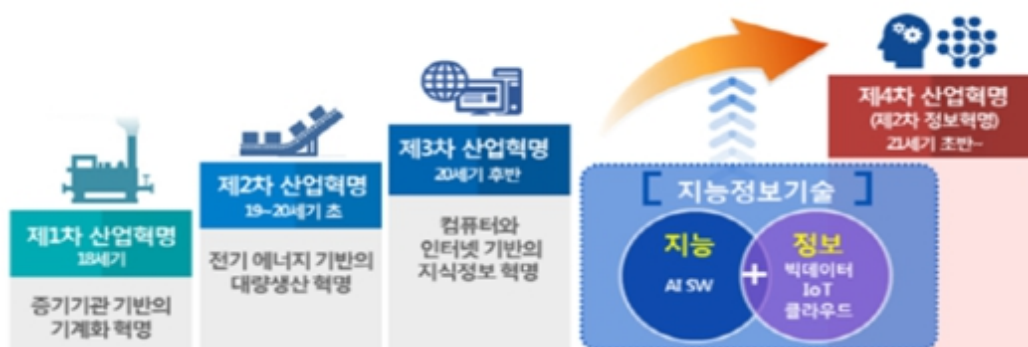 제1차 산업혁명
18세기
증기기관 기반의
기계화 혁명
제2차 산업혁명
19~20세기 초
전기 에너지 기반의
대량생산 혁명
제3차 산업혁명
20세기 후반
컴퓨터와
인터넷 기반의
지식정보 혁명
[ 지능정보기술 ]
지능
AI SW
+
정보
빅데이터
IoT
클라우드
제4차 산업혁명
(제2차 정보혁명)
21세기 초반~